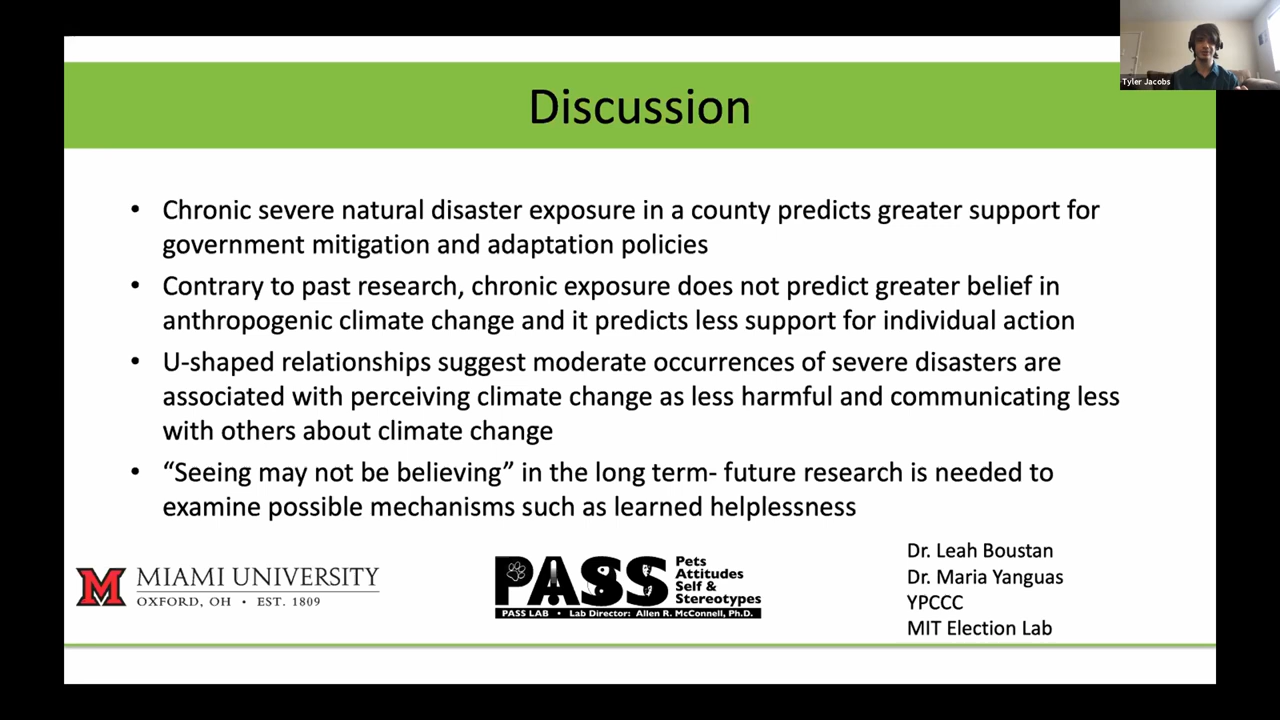 Tyler Jacobs
Discussion
• Chronic severe natural disaster exposure in a county predicts greater support for
government mitigation and adaptation policies
• Contrary to past research, chronic exposure does not predict greater belief in
anthropogenic climate change and it predicts less support for individual action
• U-shaped relationships suggest moderate occurrences of severe disasters are
associated with perceiving climate change as less harmful and communicating less
with others about climate change
• “Seeing may not be believing” in the long term- future research is needed to
examine possible mechanisms such as learned helplessness
M
MIAMI UNIVERSITY
OXFORD, OH • EST. 1809
PASS
Pets
Attitudes
Self &
Stereotypes
PASS LAB • Lab Director: Allen R. McConnell, Ph.D.
Dr. Leah Boustan
Dr. Maria Yanguas
YPCCC
MIT Election Lab